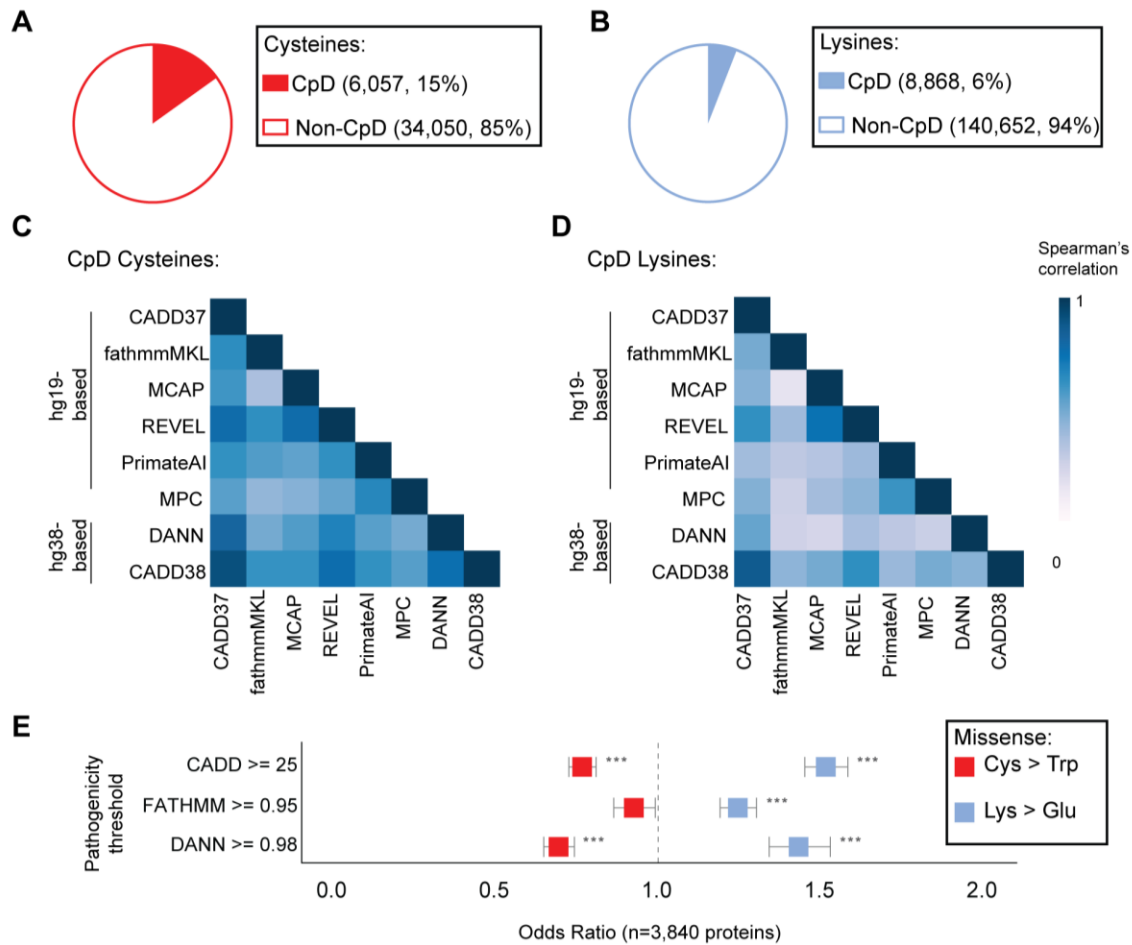 A
Cysteines:
CpD (6,057, 15%)
Non-CpD (34,050, 85%)
B
Lysines:
CpD (8,868, 6%)
Non-CpD (140,652, 94%)
C
CpD Cysteines:
hg19-
based
hg38-
based
CADD37
fathmmMKL
MCAP
REVEL
PrimateAI
MPC
DANN
CADD38
CADD37
fathmmMKL
MCAP
REVEL
PrimateAI
MPC
DANN
CADD38
D
CpD Lysines:
hg19-
based
hg38-
based
CADD37
fathmmMKL
MCAP
REVEL
PrimateAI
MPC
DANN
CADD38
CADD37
fathmmMKL
MCAP
REVEL
PrimateAI
MPC
DANN
CADD38
Spearman's
correlation
1
0
E
Pathogenicity
threshold
CADD >= 25
***
***
FATHMM >= 0.95
***
DANN >= 0.98
***
***
0.0
0.5
1.0
1.5
2.0
Odds Ratio (n=3,840 proteins)
Missense:
Cys > Trp
Lys > Glu